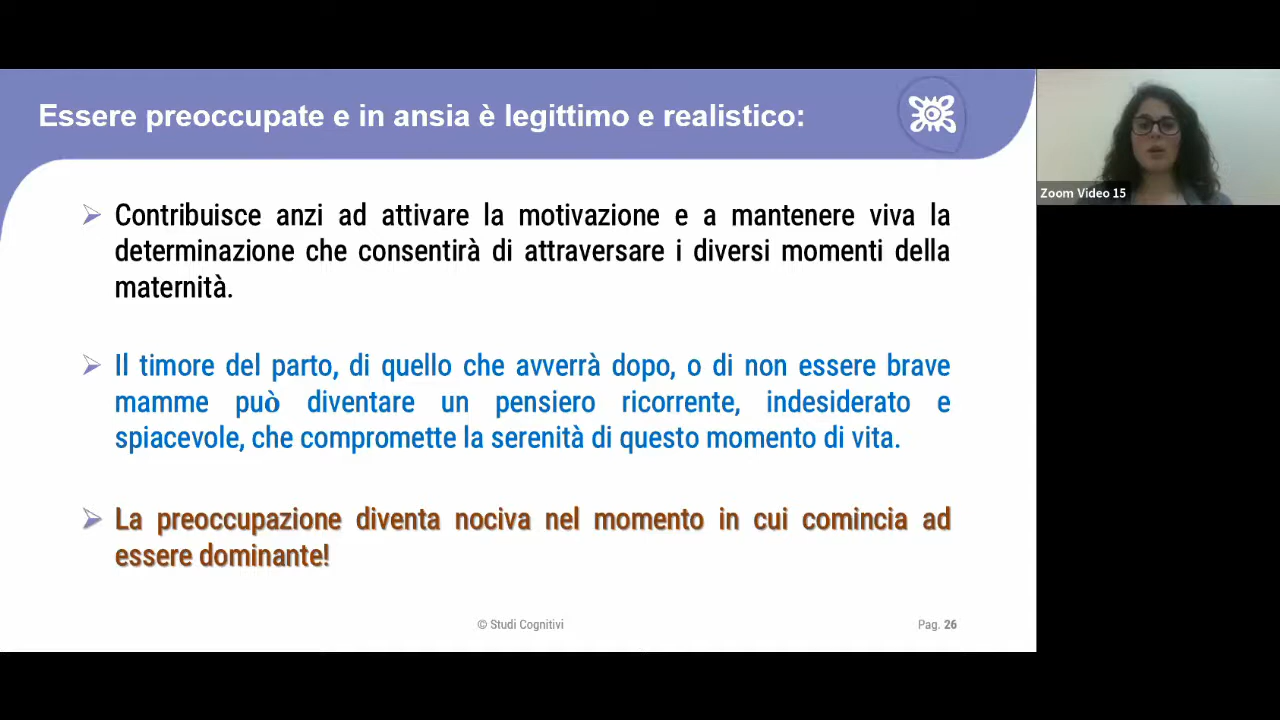 Essere preoccupate e in ansia è legittimo e realistico:
Contribuisce anzi ad attivare la motivazione e a mantenere viva la
determinazione che consentirà di attraversare i diversi momenti della
maternità.
Il timore del parto, di quello che avverrà dopo, o di non essere brave
mamme può diventare un pensiero ricorrente, indesiderato e
spiacevole, che compromette la serenità di questo momento di vita.
La preoccupazione diventa nociva nel momento in cui comincia ad
essere dominante!
© Studi Cognitivi
Pag. 26
Zoom Video 15